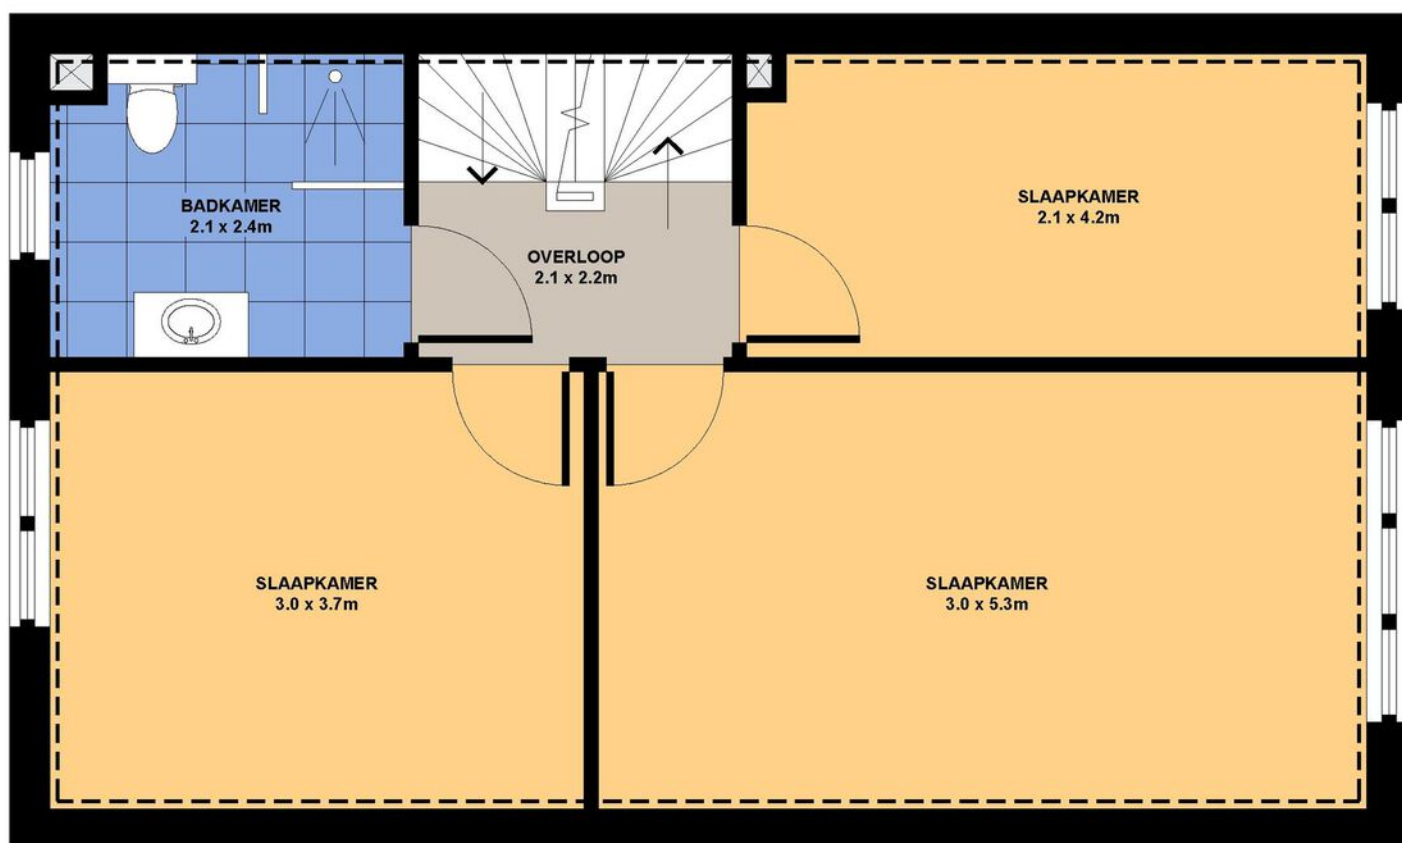 BADKAMER
2.1 x 2.4m
OVERLOOP
2.1 x 2.2m
SLAAPKAMER
2.1 x 4.2m
SLAAPKAMER
3.0 x 3.7m
SLAAPKAMER
3.0 x 5.3m